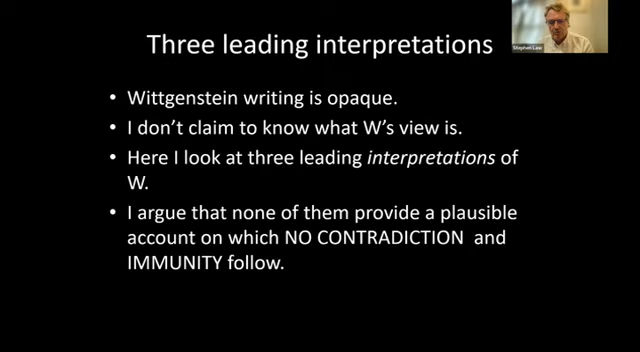 Stephen Law
Three leading interpretations
• Wittgenstein writing is opaque.
• I don't claim to know what W's view is.
• Here I look at three leading interpretations of
W.
• I argue that none of them provide a plausible
account on which NO CONTRADICTION and
IMMUNITY follow.